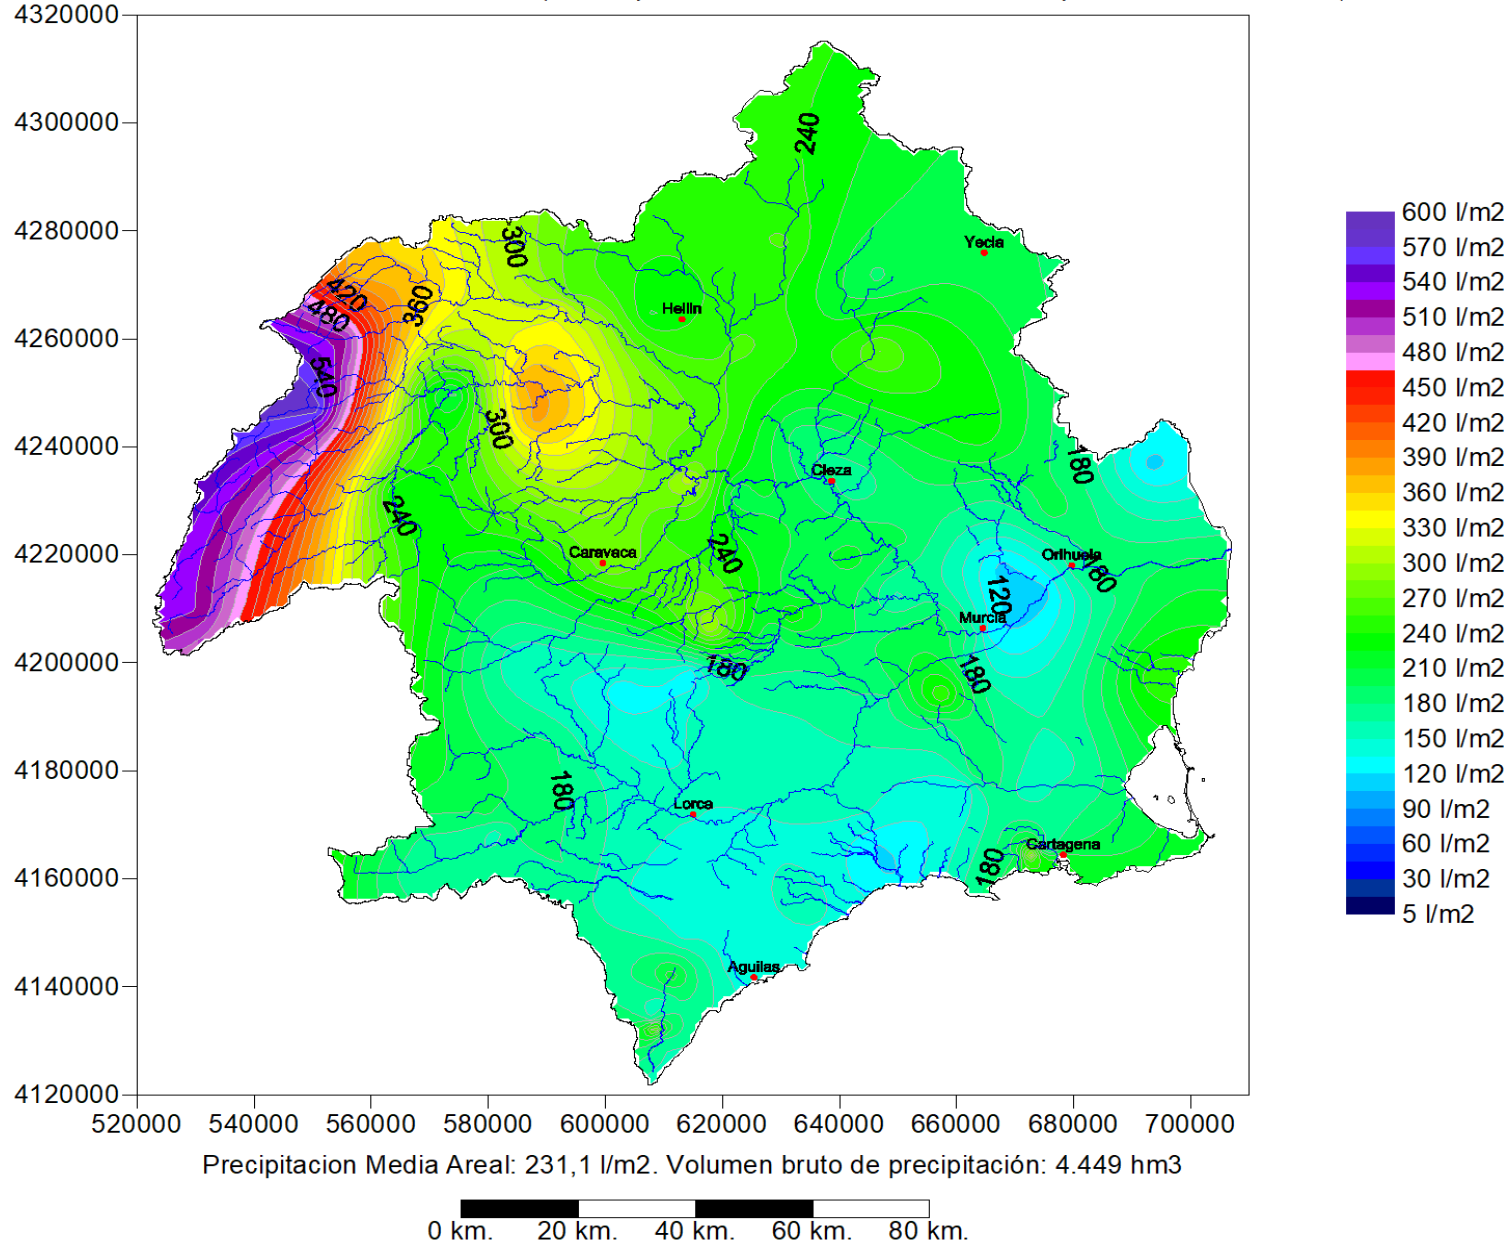 4320000
4300000
4280000
4260000
4240000
4220000
4200000
4180000
4160000
4140000
4120000
520000 540000 560000 580000 600000 620000 640000 660000 680000 700000
240
300
Yecla
420
480
360
Hellin
540
300
240
Cieza
180
Caravaca
240
Orihuela
180
120
Murcia
180
180
180
Lorca
Cartagena
180
Aguilas
600 l/m2
570 l/m2
540 l/m2
510 l/m2
480 l/m2
450 l/m2
420 l/m2
390 l/m2
360 l/m2
330 l/m2
300 l/m2
270 l/m2
240 l/m2
210 l/m2
180 l/m2
150 l/m2
120 l/m2
90 l/m2
60 l/m2
30 l/m2
5 l/m2
Precipitacion Media Areal: 231,1 l/m2. Volumen bruto de precipitación: 4.449 hm3
0 km. 20 km. 40 km. 60 km. 80 km.